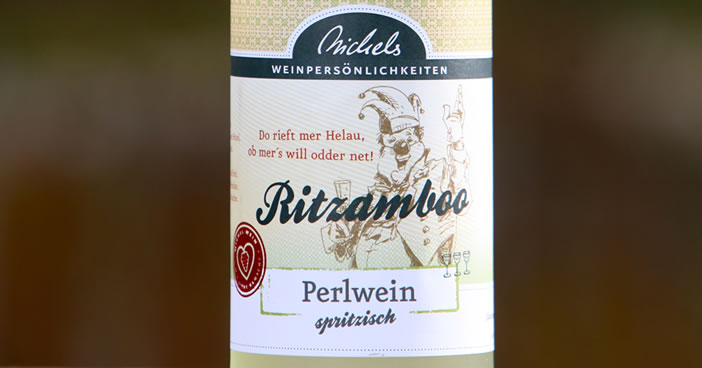 Michels
WEINPERSÖNLICHKEITEN
Do rieft mer Helau,
ob mer´s will odder net!
Ritzamboo
Perlwein
spritzisch